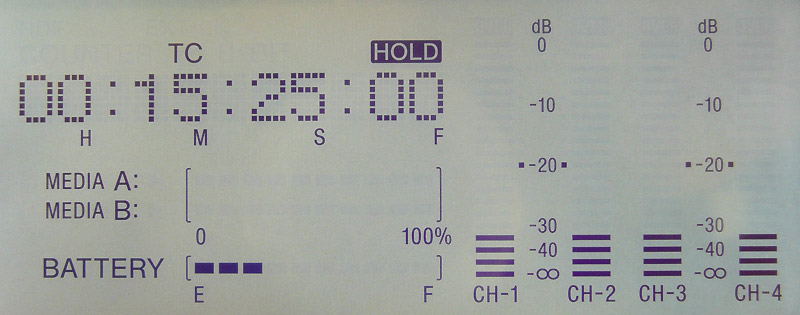 TC HOLD
00:15:25:00
H M S F
MEDIA A:
MEDIA B:
0 100%
BATTERY
E F
dB
0
-10
-20
-30
-40
-∞
CH-1 CH-2
dB
0
-10
-20
-30
-40
-∞
CH-3 CH-4